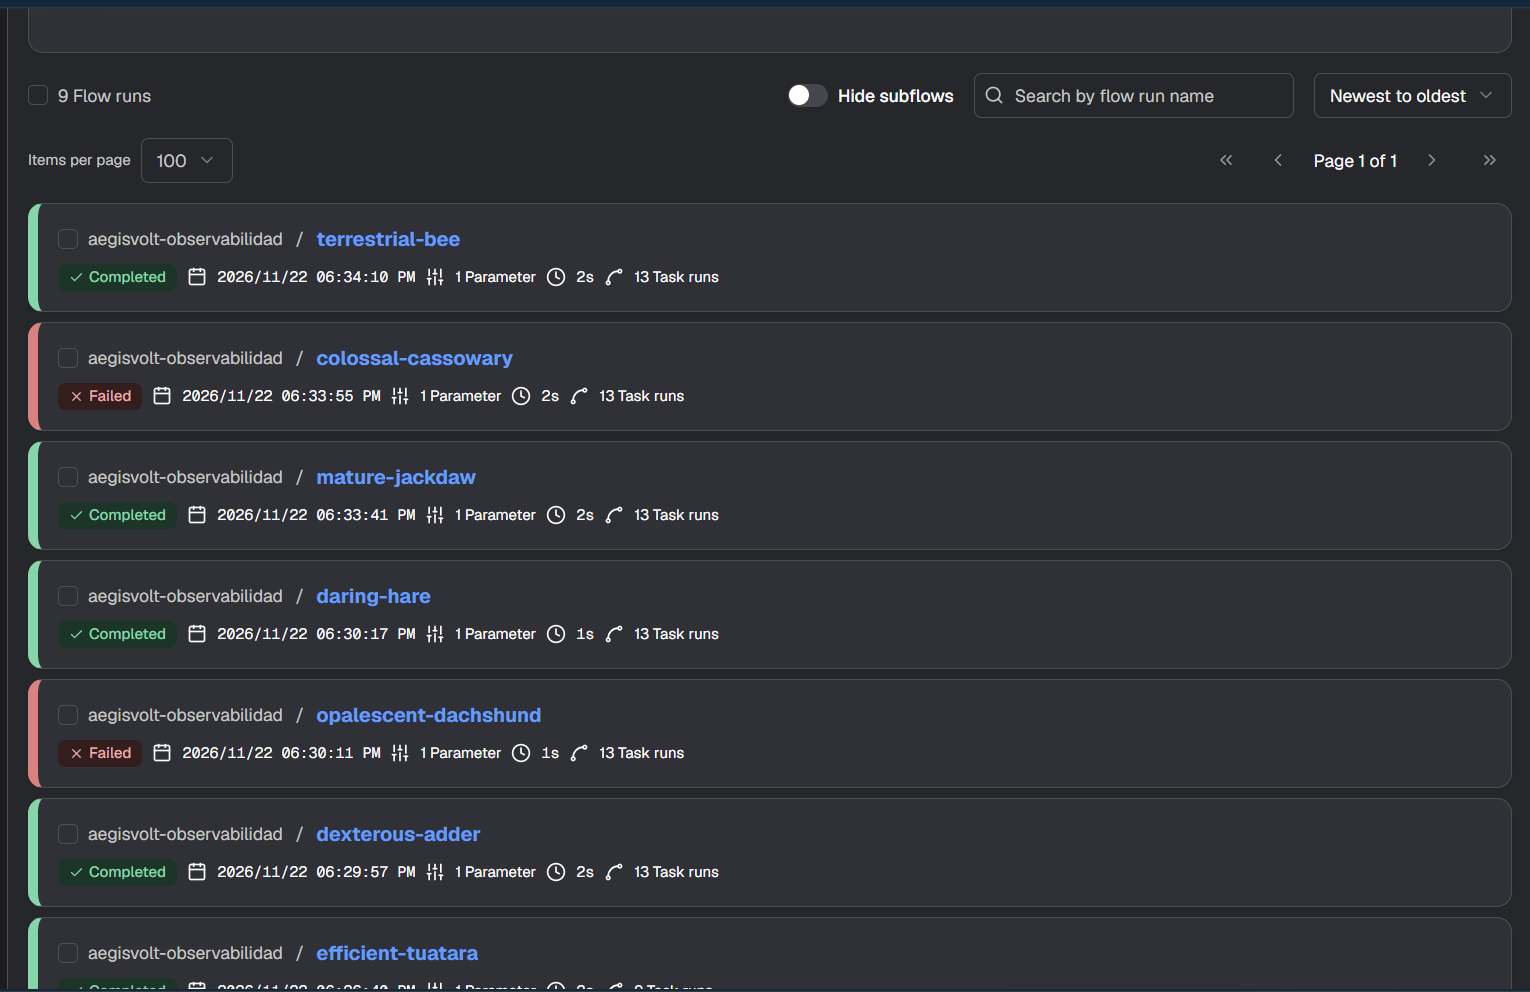 9 Flow runs
Hide subflows
Search by flow run name
Newest to oldest
Items per page
100
Page 1 of 1
aegisvolt-observabilidad / terrestrial-bee
Completed 2026/11/22 06:34:10 PM 1 Parameter 2s 13 Task runs
aegisvolt-observabilidad / colossal-cassowary
Failed 2026/11/22 06:33:55 PM 1 Parameter 2s 13 Task runs
aegisvolt-observabilidad / mature-jackdaw
Completed 2026/11/22 06:33:41 PM 1 Parameter 2s 13 Task runs
aegisvolt-observabilidad / daring-hare
Completed 2026/11/22 06:30:17 PM 1 Parameter 1s 13 Task runs
aegisvolt-observabilidad / opalescent-dachshund
Failed 2026/11/22 06:30:11 PM 1 Parameter 1s 13 Task runs
aegisvolt-observabilidad / dexterous-adder
Completed 2026/11/22 06:29:57 PM 1 Parameter 2s 13 Task runs
aegisvolt-observabilidad / efficient-tuatara
Completed 1 Parameter Task runs